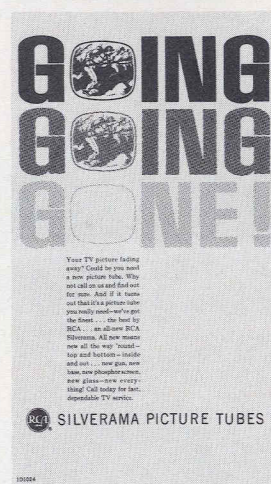 GOING
GOING
GONE!
Your TV picture fading
away? Could be you need
a new picture tube. Why
not call on us and find out
for sure. And if it turns
out that it's a picture tube
you really need—we've got
the finest . . . the best by
RCA . . . an all-new RCA
Silverama. All new means
new all the way 'round—
top and bottom—inside
and out . . . new gun, new
base, new phosphor screen,
new glass—new every-
thing! Call today for fast,
dependable TV service.
RCA SILVERAMA PICTURE TUBES
1D1024